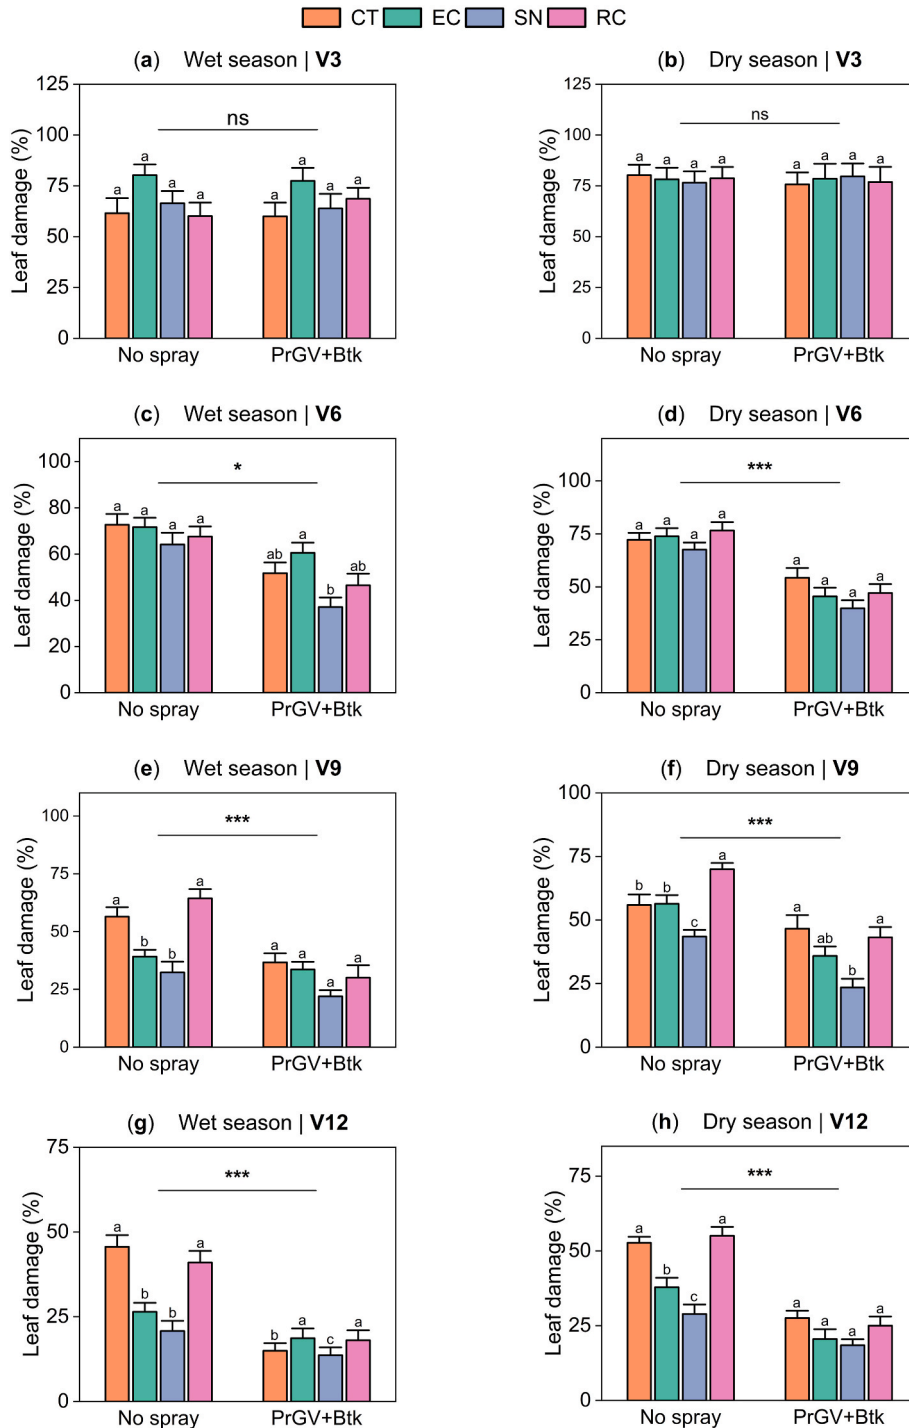 CT EC SN RC
(a) Wet season | V3
Leaf damage (%)
125
100
75
50
25
0
ns
a a a a a a a a
No spray PrGV+Btk
(b) Dry season | V3
Leaf damage (%)
125
100
75
50
25
0
ns
a a a a a a a a
No spray PrGV+Btk
(c) Wet season | V6
Leaf damage (%)
100
80
60
40
20
0
*
a a a a ab a b ab
No spray PrGV+Btk
(d) Dry season | V6
Leaf damage (%)
100
75
50
25
0
***
a a a a a a a a
No spray PrGV+Btk
(e) Wet season | V9
Leaf damage (%)
100
75
50
25
0
***
a b b a a a a a
No spray PrGV+Btk
(f) Dry season | V9
Leaf damage (%)
100
75
50
25
0
***
b b c a a ab b a
No spray PrGV+Btk
(g) Wet season | V12
Leaf damage (%)
75
50
25
0
***
a b b a b a c a
No spray PrGV+Btk
(h) Dry season | V12
Leaf damage (%)
75
50
25
0
***
a b c a a a a a
No spray PrGV+Btk